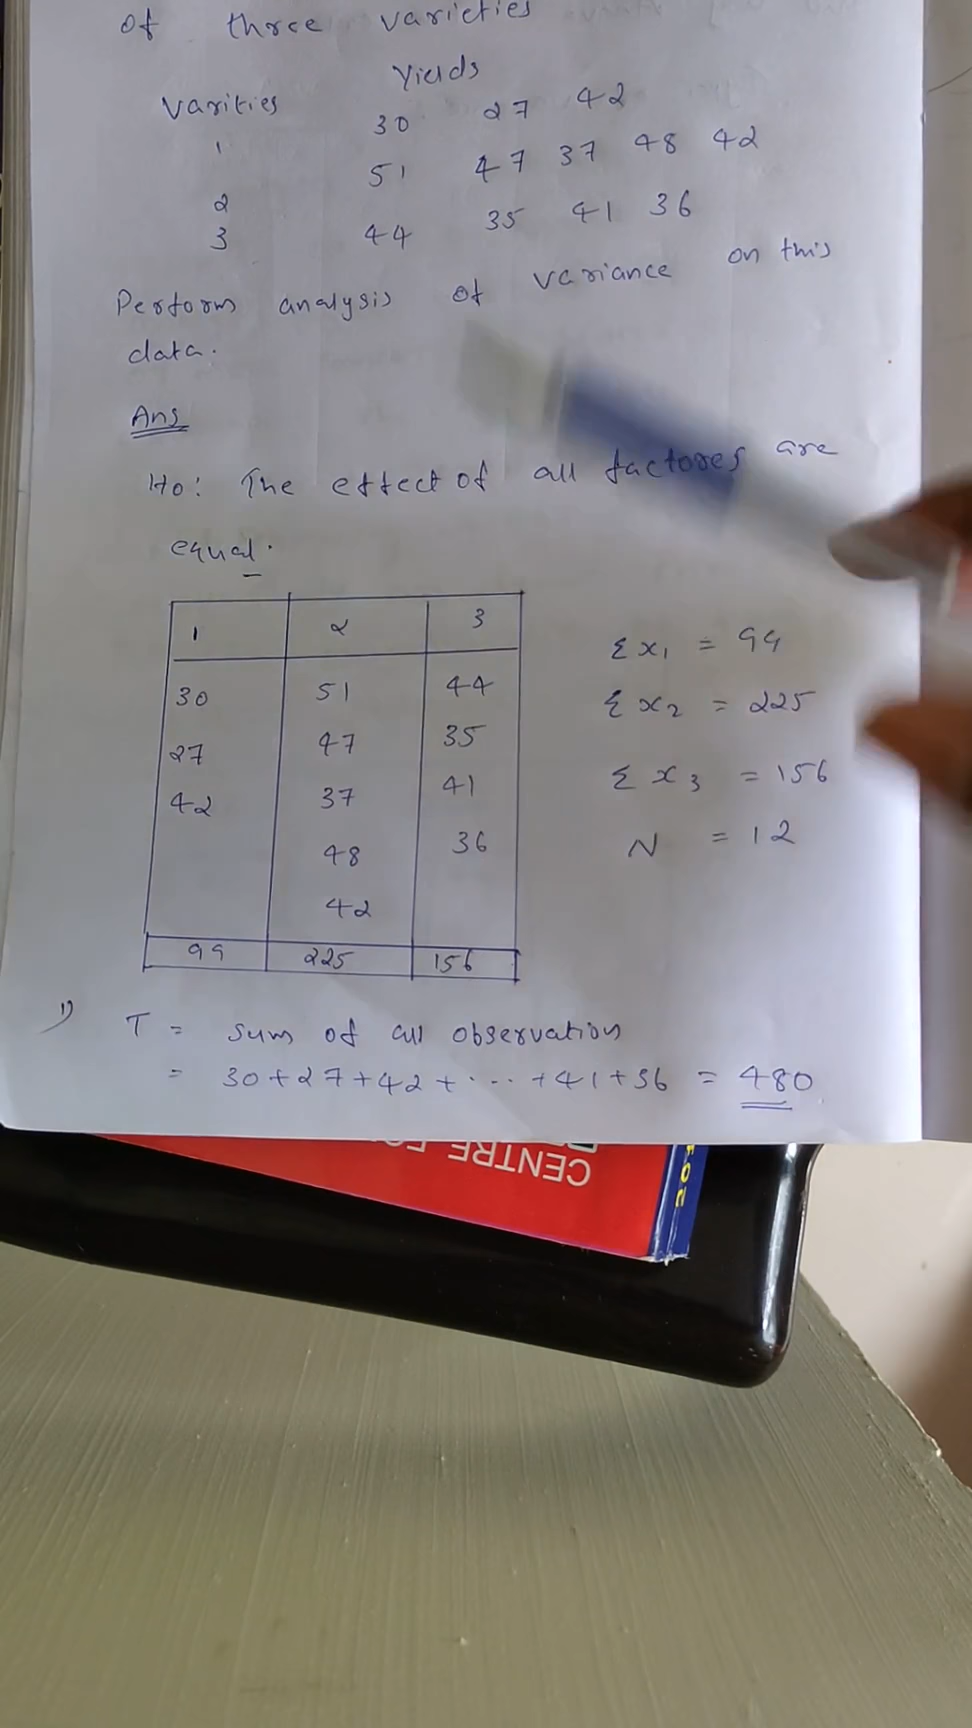 of three varieties
Yields
Varities
1 30 27 42
2 51 47 37 48 42
3 44 35 41 36
Perform analysis of variance on this
data.
Ans
Ho: The effect of all factores are
equal.
1 2 3
30 51 44
27 47 35
42 37 41
48 36
42
99 225 156
Σx1 = 99
Σx2 = 225
Σx3 = 156
N = 12
1) T = sum of all observation
= 30+27+42+....+41+36 = 480
CENTRE FO